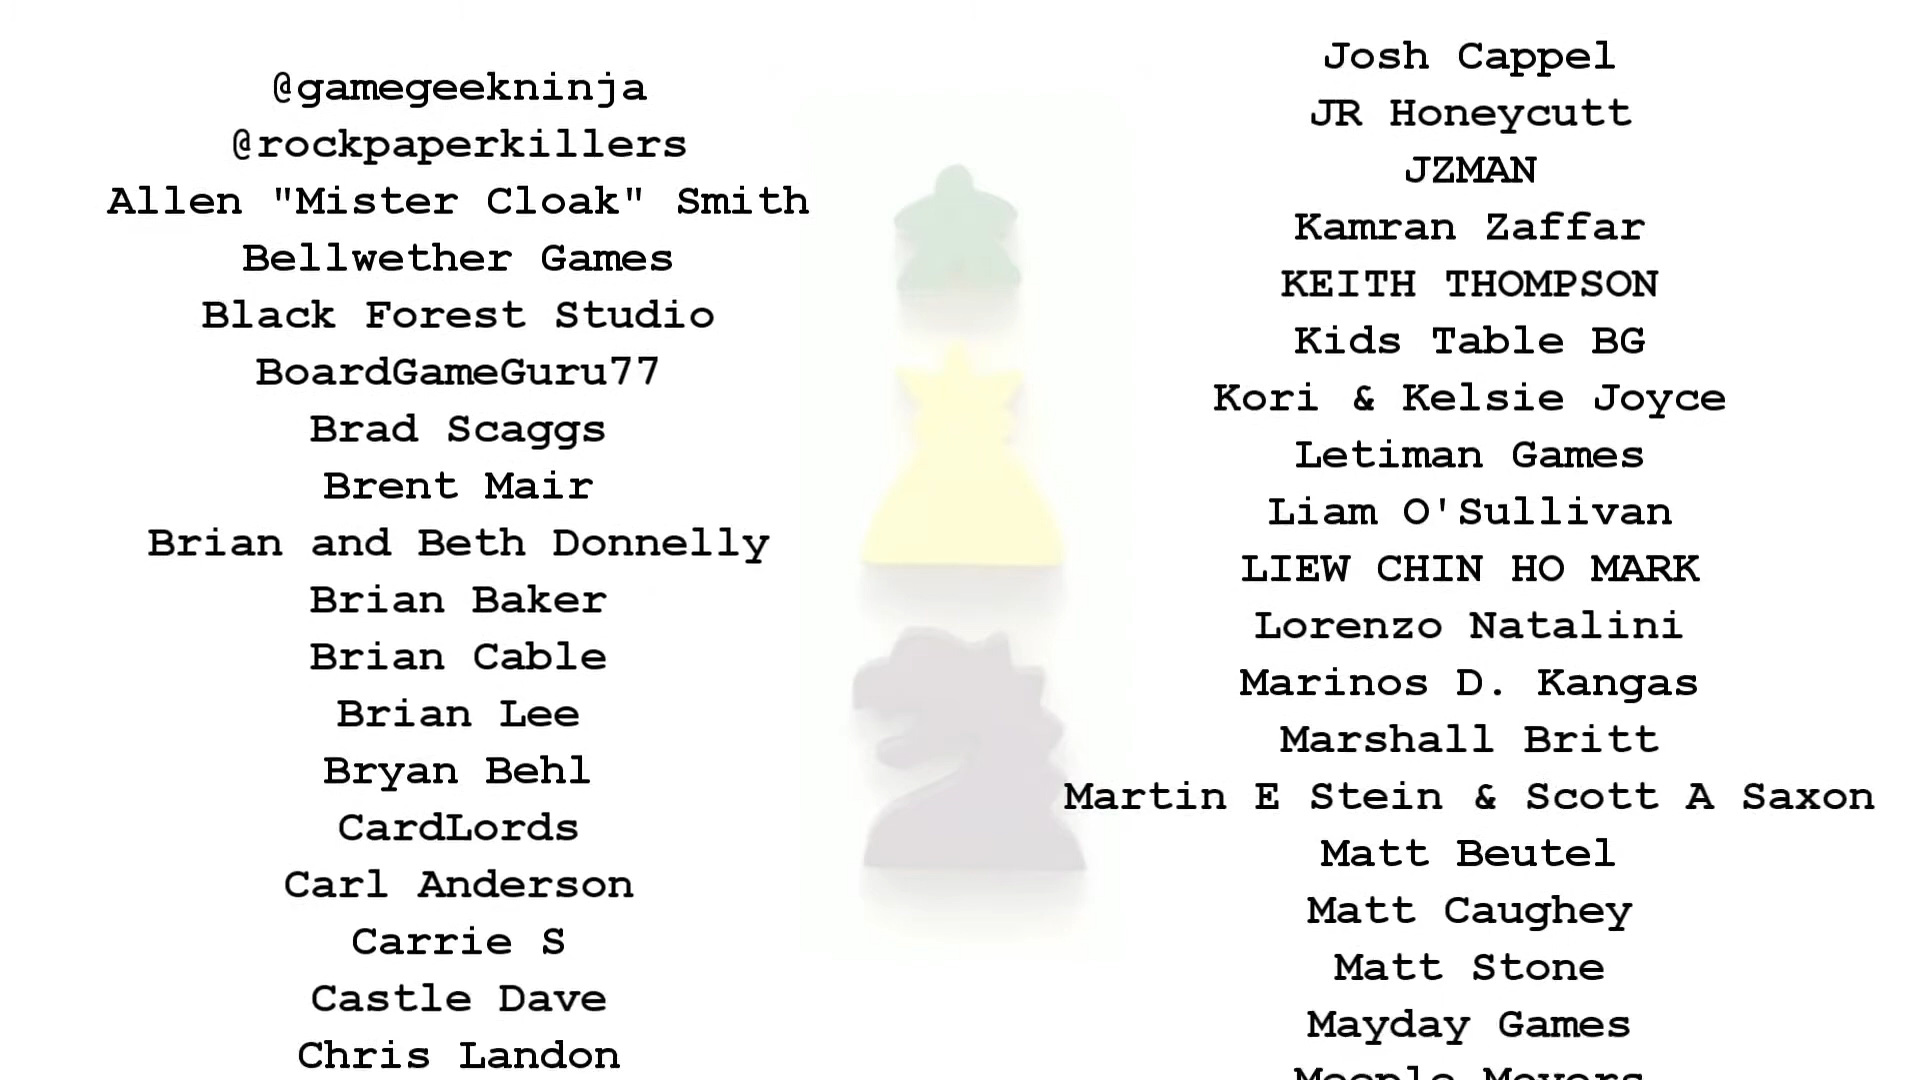 @gamegeekninja
@rockpaperkillers
Allen "Mister Cloak" Smith
Bellwether Games
Black Forest Studio
BoardGameGuru77
Brad Scaggs
Brent Mair
Brian and Beth Donnelly
Brian Baker
Brian Cable
Brian Lee
Bryan Behl
CardLords
Carl Anderson
Carrie S
Castle Dave
Chris Landon
Josh Cappel
JR Honeycutt
JZMAN
Kamran Zaffar
KEITH THOMPSON
Kids Table BG
Kori & Kelsie Joyce
Letiman Games
Liam O'Sullivan
LIEW CHIN HO MARK
Lorenzo Natalini
Marinos D. Kangas
Marshall Britt
Martin E Stein & Scott A Saxon
Matt Beutel
Matt Caughey
Matt Stone
Mayday Games